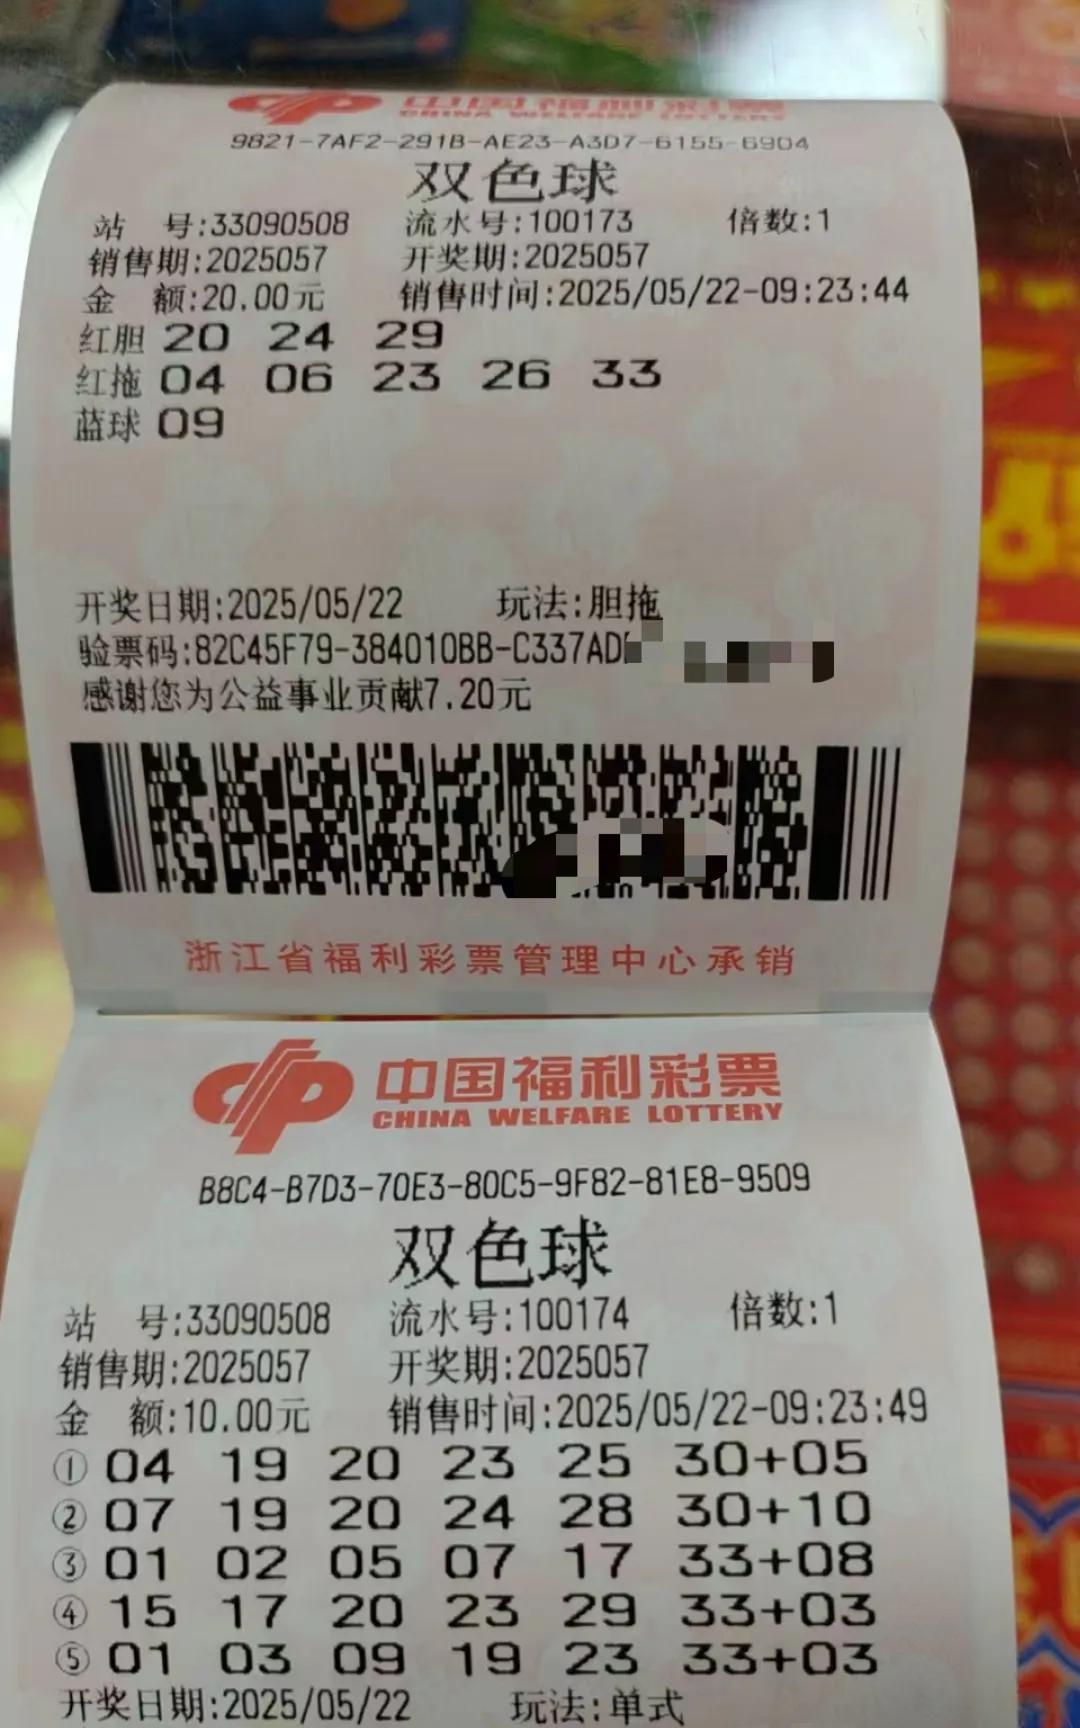 中国福利彩票
CHINA WELFARE LOTTERY
9821-7AF2-291B-AE23-A3D7-6155-6904
双色球
站 号:33090508 流水号:100173 倍数:1
销售期:2025057 开奖期:2025057
金 额:20.00元 销售时间:2025/05/22-09:23:44
红胆 20 24 29
红拖 04 06 23 26 33
蓝球 09
开奖日期:2025/05/22 玩法:胆拖
验票码:82C45F79-384010BB-C337AD
感谢您为公益事业贡献7.20元
浙江省福利彩票管理中心承销
中国福利彩票
CHINA WELFARE LOTTERY
B8C4-B7D3-70E3-80C5-9F82-81E8-9509
双色球
站 号:33090508 流水号:100174 倍数:1
销售期:2025057 开奖期:2025057
金 额:10.00元 销售时间:2025/05/22-09:23:49
① 04 19 20 23 25 30+05
② 07 19 20 24 28 30+10
③ 01 02 05 07 17 33+08
④ 15 17 20 23 29 33+03
⑤ 01 03 09 19 23 33+03
开奖日期:2025/05/22 玩法:单式